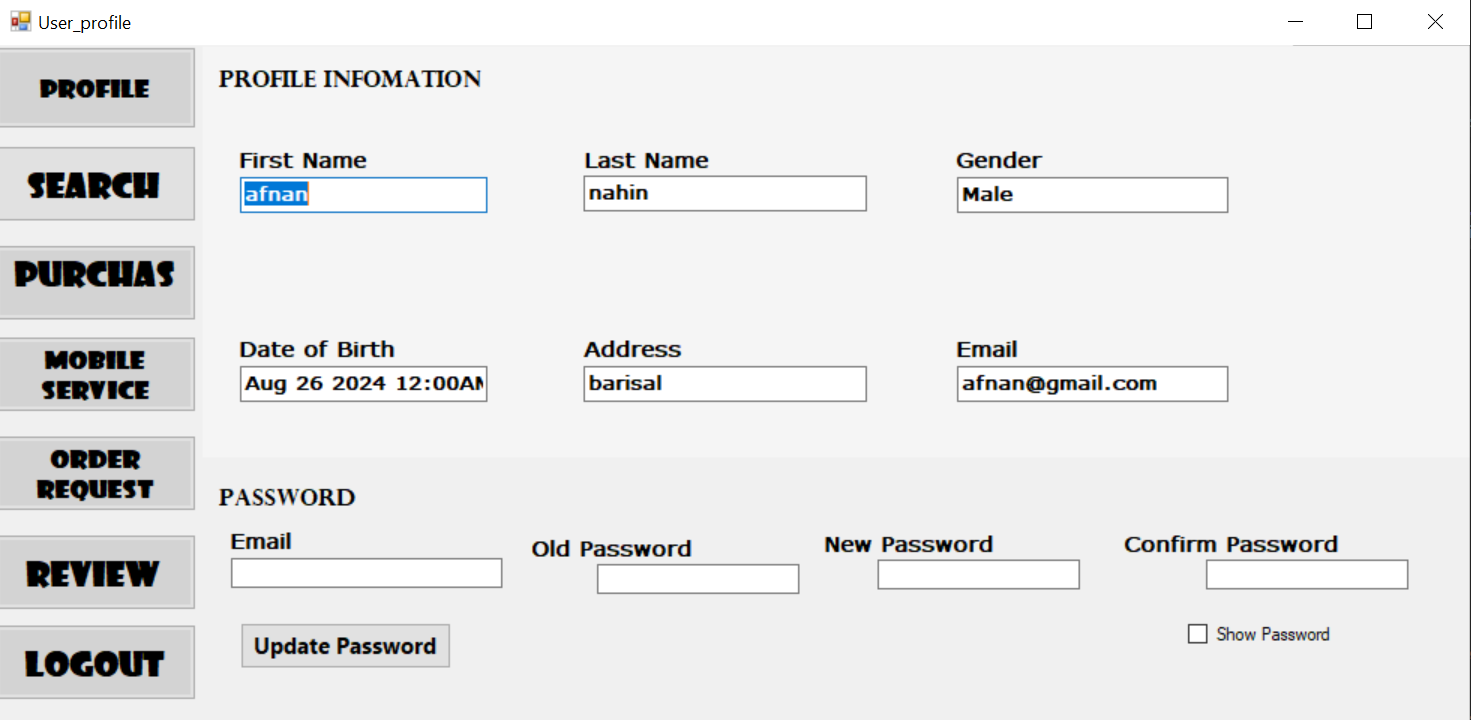 User_profile
PROFILE
SEARCH
PURCHAS
MOBILE
SERVICE
ORDER
REQUEST
REVIEW
LOGOUT
PROFILE INFOMATION
First Name
afnan
Last Name
nahin
Gender
Male
Date of Birth
Aug 26 2024 12:00AM
Address
barisal
Email
afnan@gmail.com
PASSWORD
Email
Old Password
New Password
Confirm Password
Update Password
Show Password